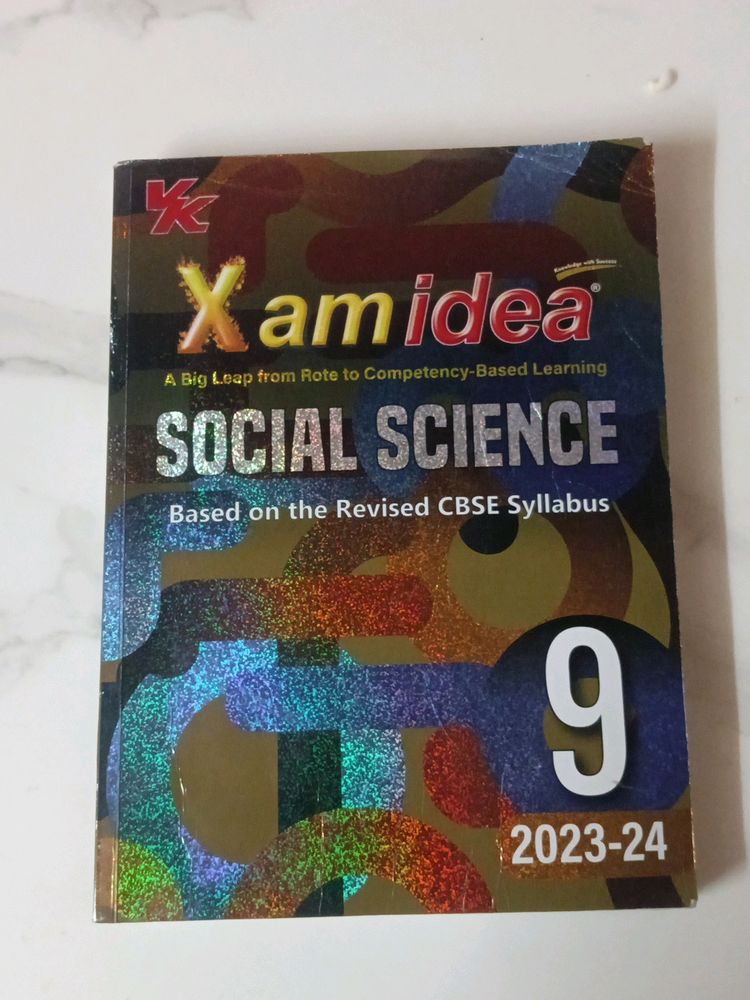 VK
Knowledge with Success
Xam idea®
A Big Leap from Rote to Competency-Based Learning
SOCIAL SCIENCE
Based on the Revised CBSE Syllabus
9
2023-24